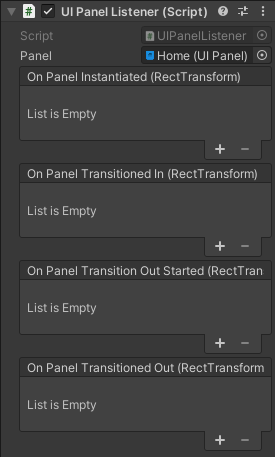 UI Panel Listener (Script)
Script UIPanelListener
Panel Home (UI Panel)
On Panel Instantiated (RectTransform)
List is Empty
+ −
On Panel Transitioned In (RectTransform)
List is Empty
+ −
On Panel Transition Out Started (RectTran
List is Empty
+ −
On Panel Transitioned Out (RectTransform
List is Empty
+ −